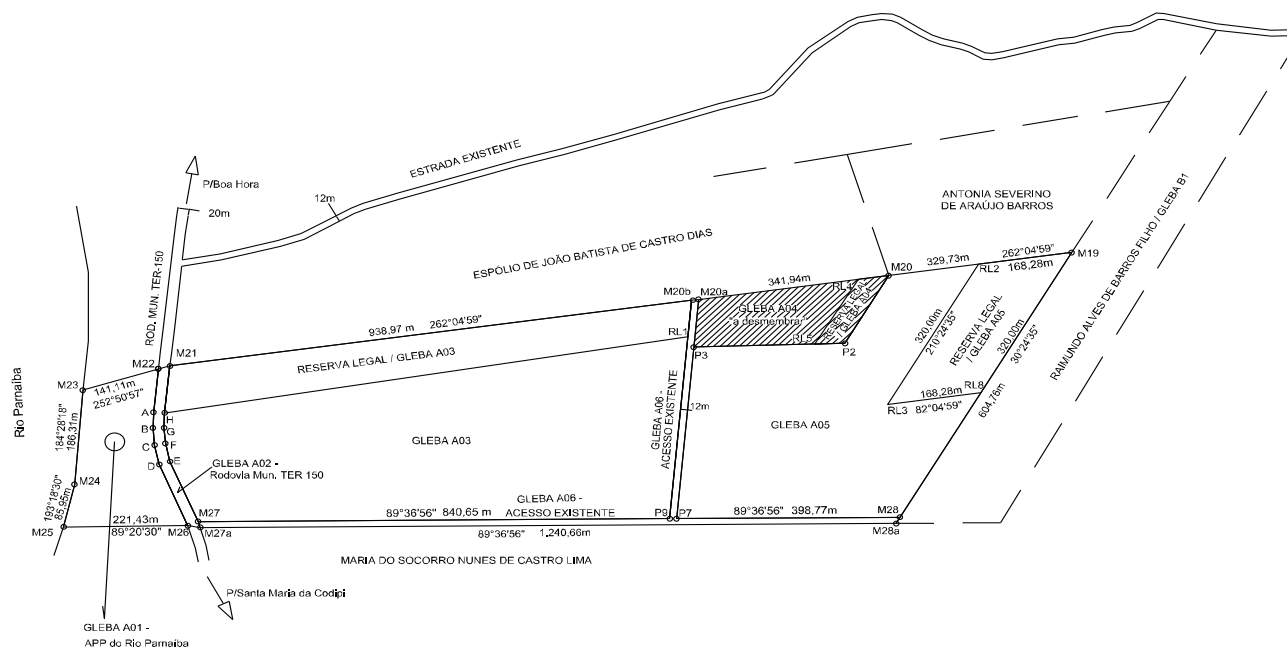 ESTRADA EXISTENTE
P/Boa Hora
12m
20m
ROD. MUN. TER-150
ANTONIA SEVERINO
DE ARAÚJO BARROS
RAIMUNDO ALVES DE BARROS FILHO / GLEBA B1
ESPÓLIO DE JOÃO BATISTA DE CASTRO DIAS
262°04'59"
M19
329,73m
RL2
168,28m
M20
341,94m
RL4
M20b
M20a
938,97 m 262°04'59"
GLEBA A04
"a desmembrar"
RESERVA LEGAL
/ GLEBA A04
RL1
RL5
P3
P2
320,00m
210°24'35"
RESERVA LEGAL
/ GLEBA A05
320,00m
30°24'35"
M22
M21
RESERVA LEGAL / GLEBA A03
M23
141,11m
252°50'57"
168,28m
RL8
RL3
82°04'59"
604,76m
Rio Parnaíba
184°28'18"
186,31m
A
H
B
G
C
F
D
E
GLEBA A03
GLEBA A06 -
ACESSO EXISTENTE
12m
GLEBA A05
GLEBA A02 -
Rodovia Mun. TER 150
M24
193°18'30"
85,95m
GLEBA A06 -
ACESSO EXISTENTE
M25
221,43m
89°20'30"
M26
M27
M27a
89°36'56" 840,65 m
P9
P7
89°36'56" 398,77m
M28
M28a
89°36'56" 1.240,66m
MARIA DO SOCORRO NUNES DE CASTRO LIMA
P/Santa Maria da Codipi
GLEBA A01 -
APP do Rio Parnaíba